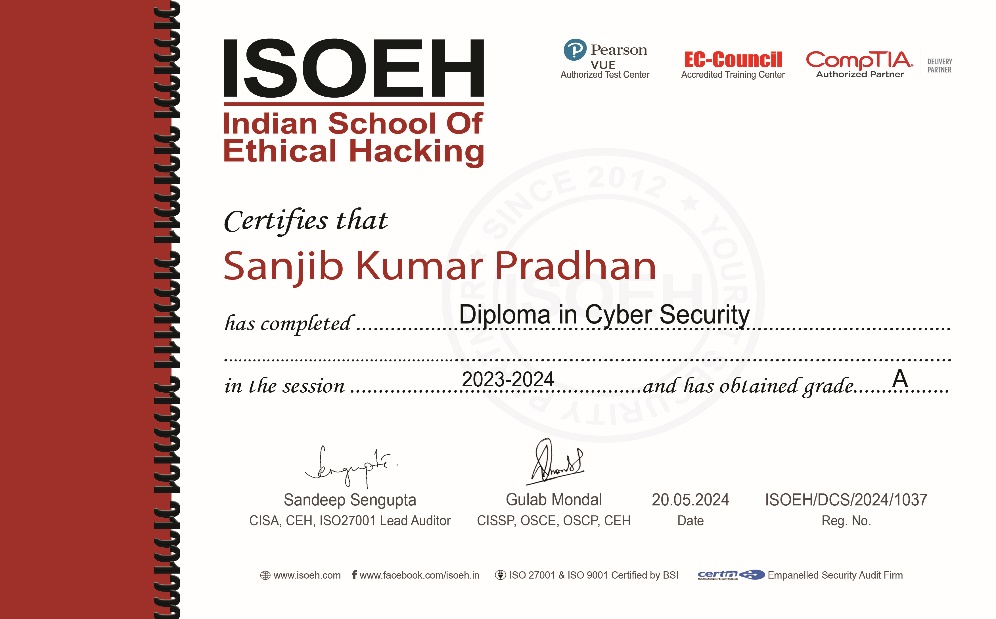 ISOEH
Indian School Of
Ethical Hacking
Pearson
VUE
Authorized Test Center
EC-Council
Accredited Training Center
CompTIA.
Authorized Partner
DELIVERY
PARTNER
SINCE 2012
ISOEH
Certifies that
Sanjib Kumar Pradhan
has completed Diploma in Cyber Security
in the session 2023-2024 and has obtained grade A
Sengupta
Sandeep Sengupta
CISA, CEH, ISO27001 Lead Auditor
Gulab Mondal
CISSP, OSCE, OSCP, CEH
20.05.2024
Date
ISOEH/DCS/2024/1037
Reg. No.
www.isoeh.com
www.facebook.com/isoeh.in
ISO 27001 & ISO 9001 Certified by BSI
Empanelled Security Audit Firm